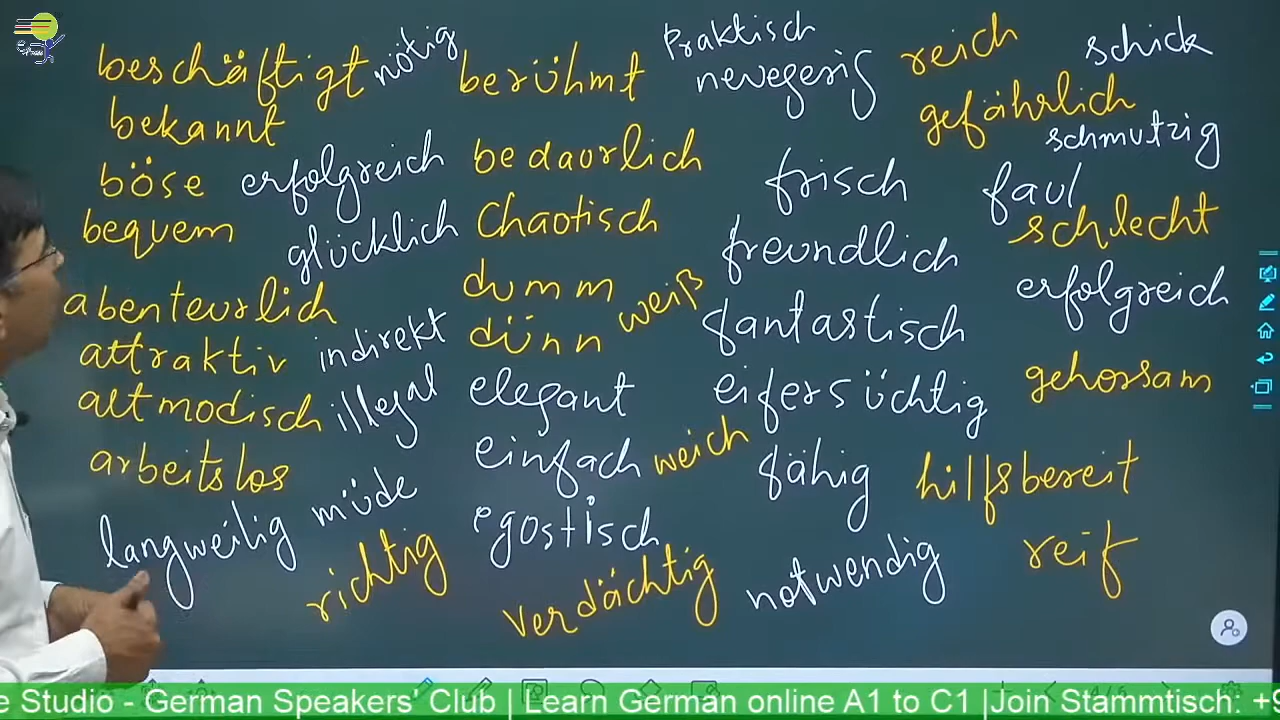 beschäftigt nötig berühmt Praktisch reich schick
bekannt newegerig gefährlich
böse erfolgreich bedaurlich frisch faul schmutzig
bequem glücklich Chaotisch freundlich schlecht
abenteurlich dumm weiß erfolgreich
attraktiv indirekt dünn fantastisch
altmodisch illegal elegant eifersüchtig gehorsam
arbeitslos einfach weich fähig hilfsbereit
langweilig müde egostisch reif
richtig verdächtig notwendig
e Studio - German Speakers' Club | Learn German online A1 to C1 |Join Stammtisch: +9